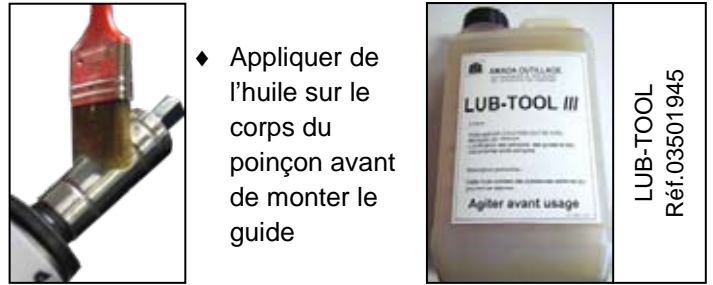 ♦ Appliquer de
l'huile sur le
corps du
poinçon avant
de monter le
guide
AMADA OUTILLAGE
LUB-TOOL III
Agiter avant usage
LUB-TOOL
Réf.03501945